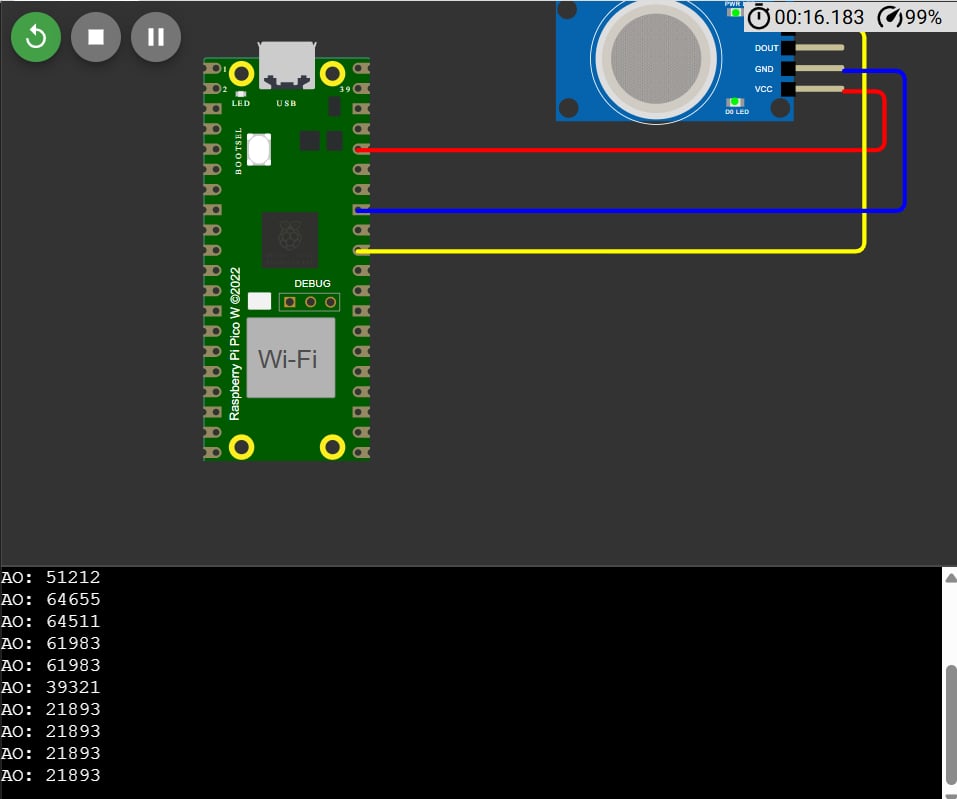 PWR
00:16.183
99%
DOUT
GND
VCC
D0 LED
1
2
39
LED
USB
BOOTSEL
DEBUG
Raspberry Pi Pico W ©2022
Wi-Fi
AO: 51212
AO: 64655
AO: 64511
AO: 61983
AO: 61983
AO: 39321
AO: 21893
AO: 21893
AO: 21893
AO: 21893